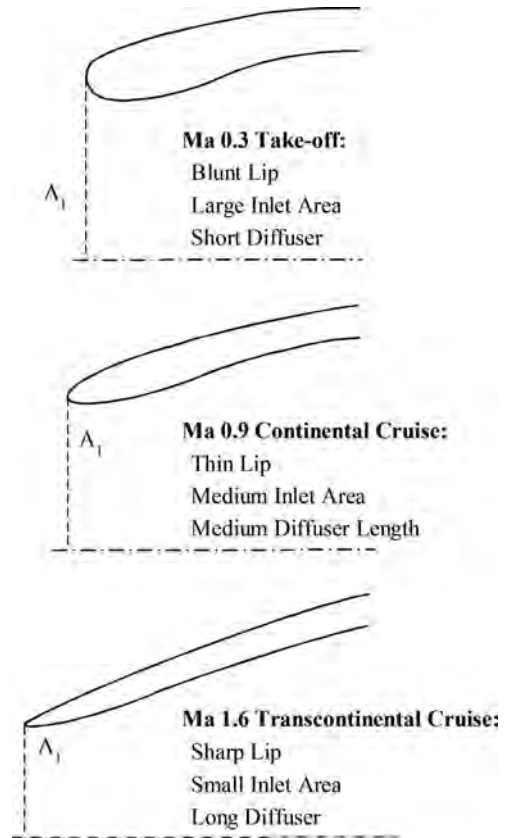 Ma 0.3 Take-off:
Blunt Lip
A₁
Large Inlet Area
Short Diffuser
Ma 0.9 Continental Cruise:
A₁
Thin Lip
Medium Inlet Area
Medium Diffuser Length
Ma 1.6 Transcontinental Cruise:
A₁
Sharp Lip
Small Inlet Area
Long Diffuser